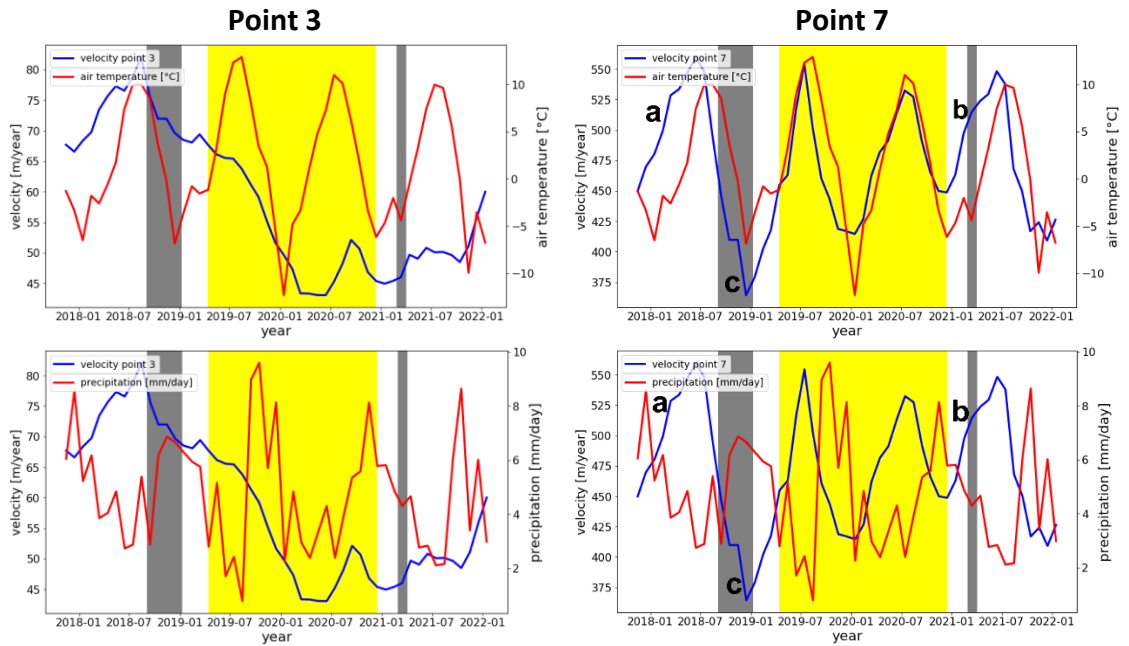 Point 3
Point 7
velocity point 3
air temperature [°C]
80
75
70
65
60
55
50
45
velocity [m/year]
10
5
0
−5
−10
air temperature [°C]
2018-01 2018-07 2019-01 2019-07 2020-01 2020-07 2021-01 2021-07 2022-01
year
velocity point 7
air temperature [°C]
a
b
c
550
525
500
475
450
425
400
375
velocity [m/year]
10
5
0
−5
−10
air temperature [°C]
2018-01 2018-07 2019-01 2019-07 2020-01 2020-07 2021-01 2021-07 2022-01
year
velocity point 3
precipitation [mm/day]
80
75
70
65
60
55
50
45
velocity [m/year]
10
8
6
4
2
precipitation [mm/day]
2018-01 2018-07 2019-01 2019-07 2020-01 2020-07 2021-01 2021-07 2022-01
year
velocity point 7
precipitation [mm/day]
a
b
c
550
525
500
475
450
425
400
375
velocity [m/year]
10
8
6
4
2
precipitation [mm/day]
2018-01 2018-07 2019-01 2019-07 2020-01 2020-07 2021-01 2021-07 2022-01
year